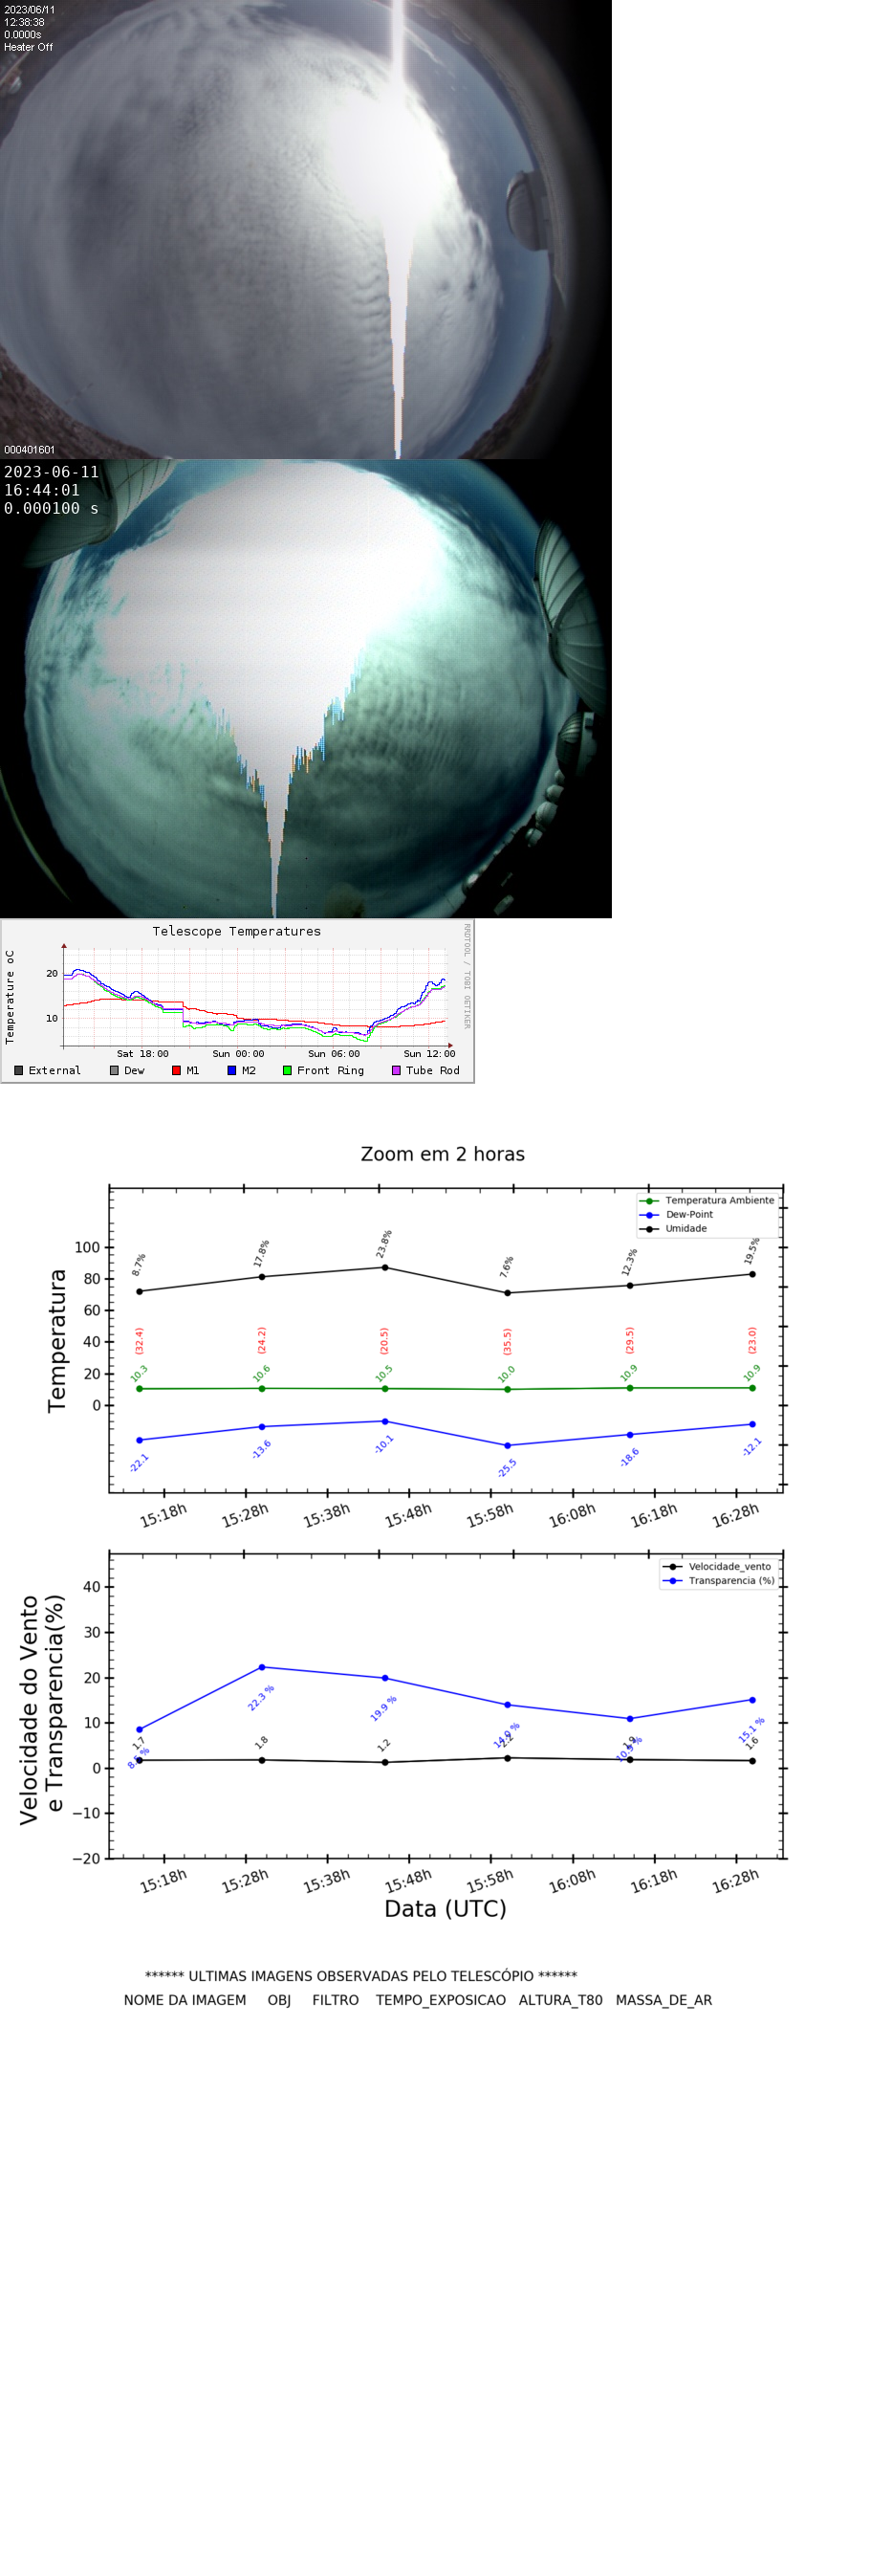 2023/06/11
12:38:38
0.0000s
Heater Off
000401601
2023-06-11
16:44:01
0.000100 s
Telescope Temperatures
RRDTOOL / TOBI OETIKER
Temperature oC
20
10
Sat 18:00 Sun 00:00 Sun 06:00 Sun 12:00
External Dew M1 M2 Front Ring Tube Rod
Zoom em 2 horas
Temperatura Ambiente
Dew-Point
Umidade
Temperatura
100
80
60
40
20
0
8.7% 17.8% 23.8% 7.6% 12.3% 19.5%
(32.4) (24.2) (20.5) (35.5) (29.5) (23.0)
10.3 10.6 10.5 10.0 10.9 10.9
-22.1 -13.6 -10.1 -25.5 -18.6 -12.1
15:18h 15:28h 15:38h 15:48h 15:58h 16:08h 16:18h 16:28h
Velocidade_vento
Transparencia (%)
Velocidade do Vento
e Transparencia(%)
40
30
20
10
0
−10
−20
22.3 % 19.9 % 15.1 %
1.7 1.8 1.2 1.6
15:18h 15:28h 15:38h 15:48h 15:58h 16:08h 16:18h 16:28h
Data (UTC)
****** ULTIMAS IMAGENS OBSERVADAS PELO TELESCÓPIO ******
NOME DA IMAGEM OBJ FILTRO TEMPO_EXPOSICAO ALTURA_T80 MASSA_DE_AR